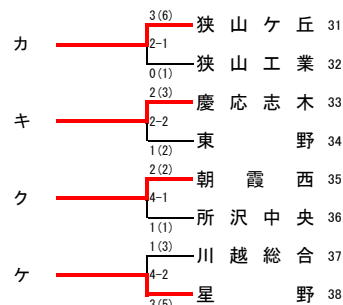 3(6)
狭山ケ丘 31
カ
2-1
0(1)
狭山工業 32
2(3)
慶応志木 33
キ
2-2
1(2)
東野 34
2(2)
朝霞西 35
ク
4-1
1(1)
所沢中央 36
1(3)
川越総合 37
ケ
4-2
3(5)
星野 38